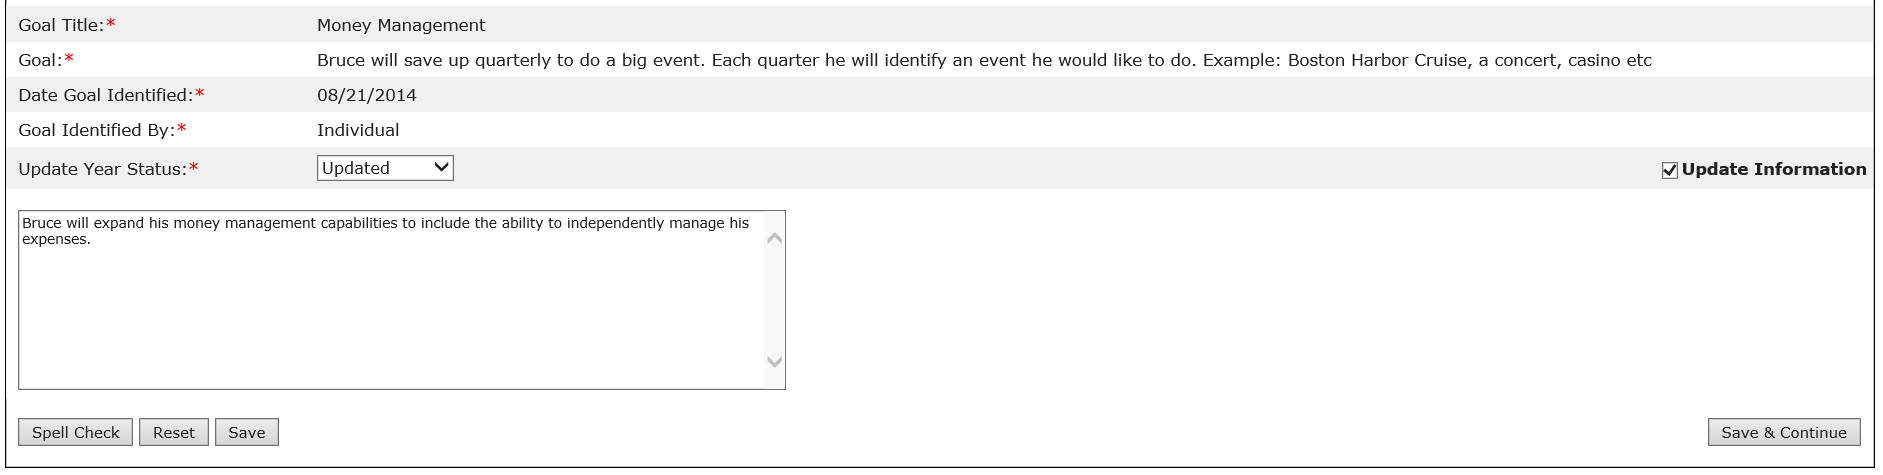 Goal Title:* Money Management
Goal:* Bruce will save up quarterly to do a big event. Each quarter he will identify an event he would like to do. Example: Boston Harbor Cruise, a concert, casino etc
Date Goal Identified:* 08/21/2014
Goal Identified By:* Individual
Update Year Status:* Updated Update Information
Bruce will expand his money management capabilities to include the ability to independently manage his
expenses.
Spell Check Reset Save Save & Continue